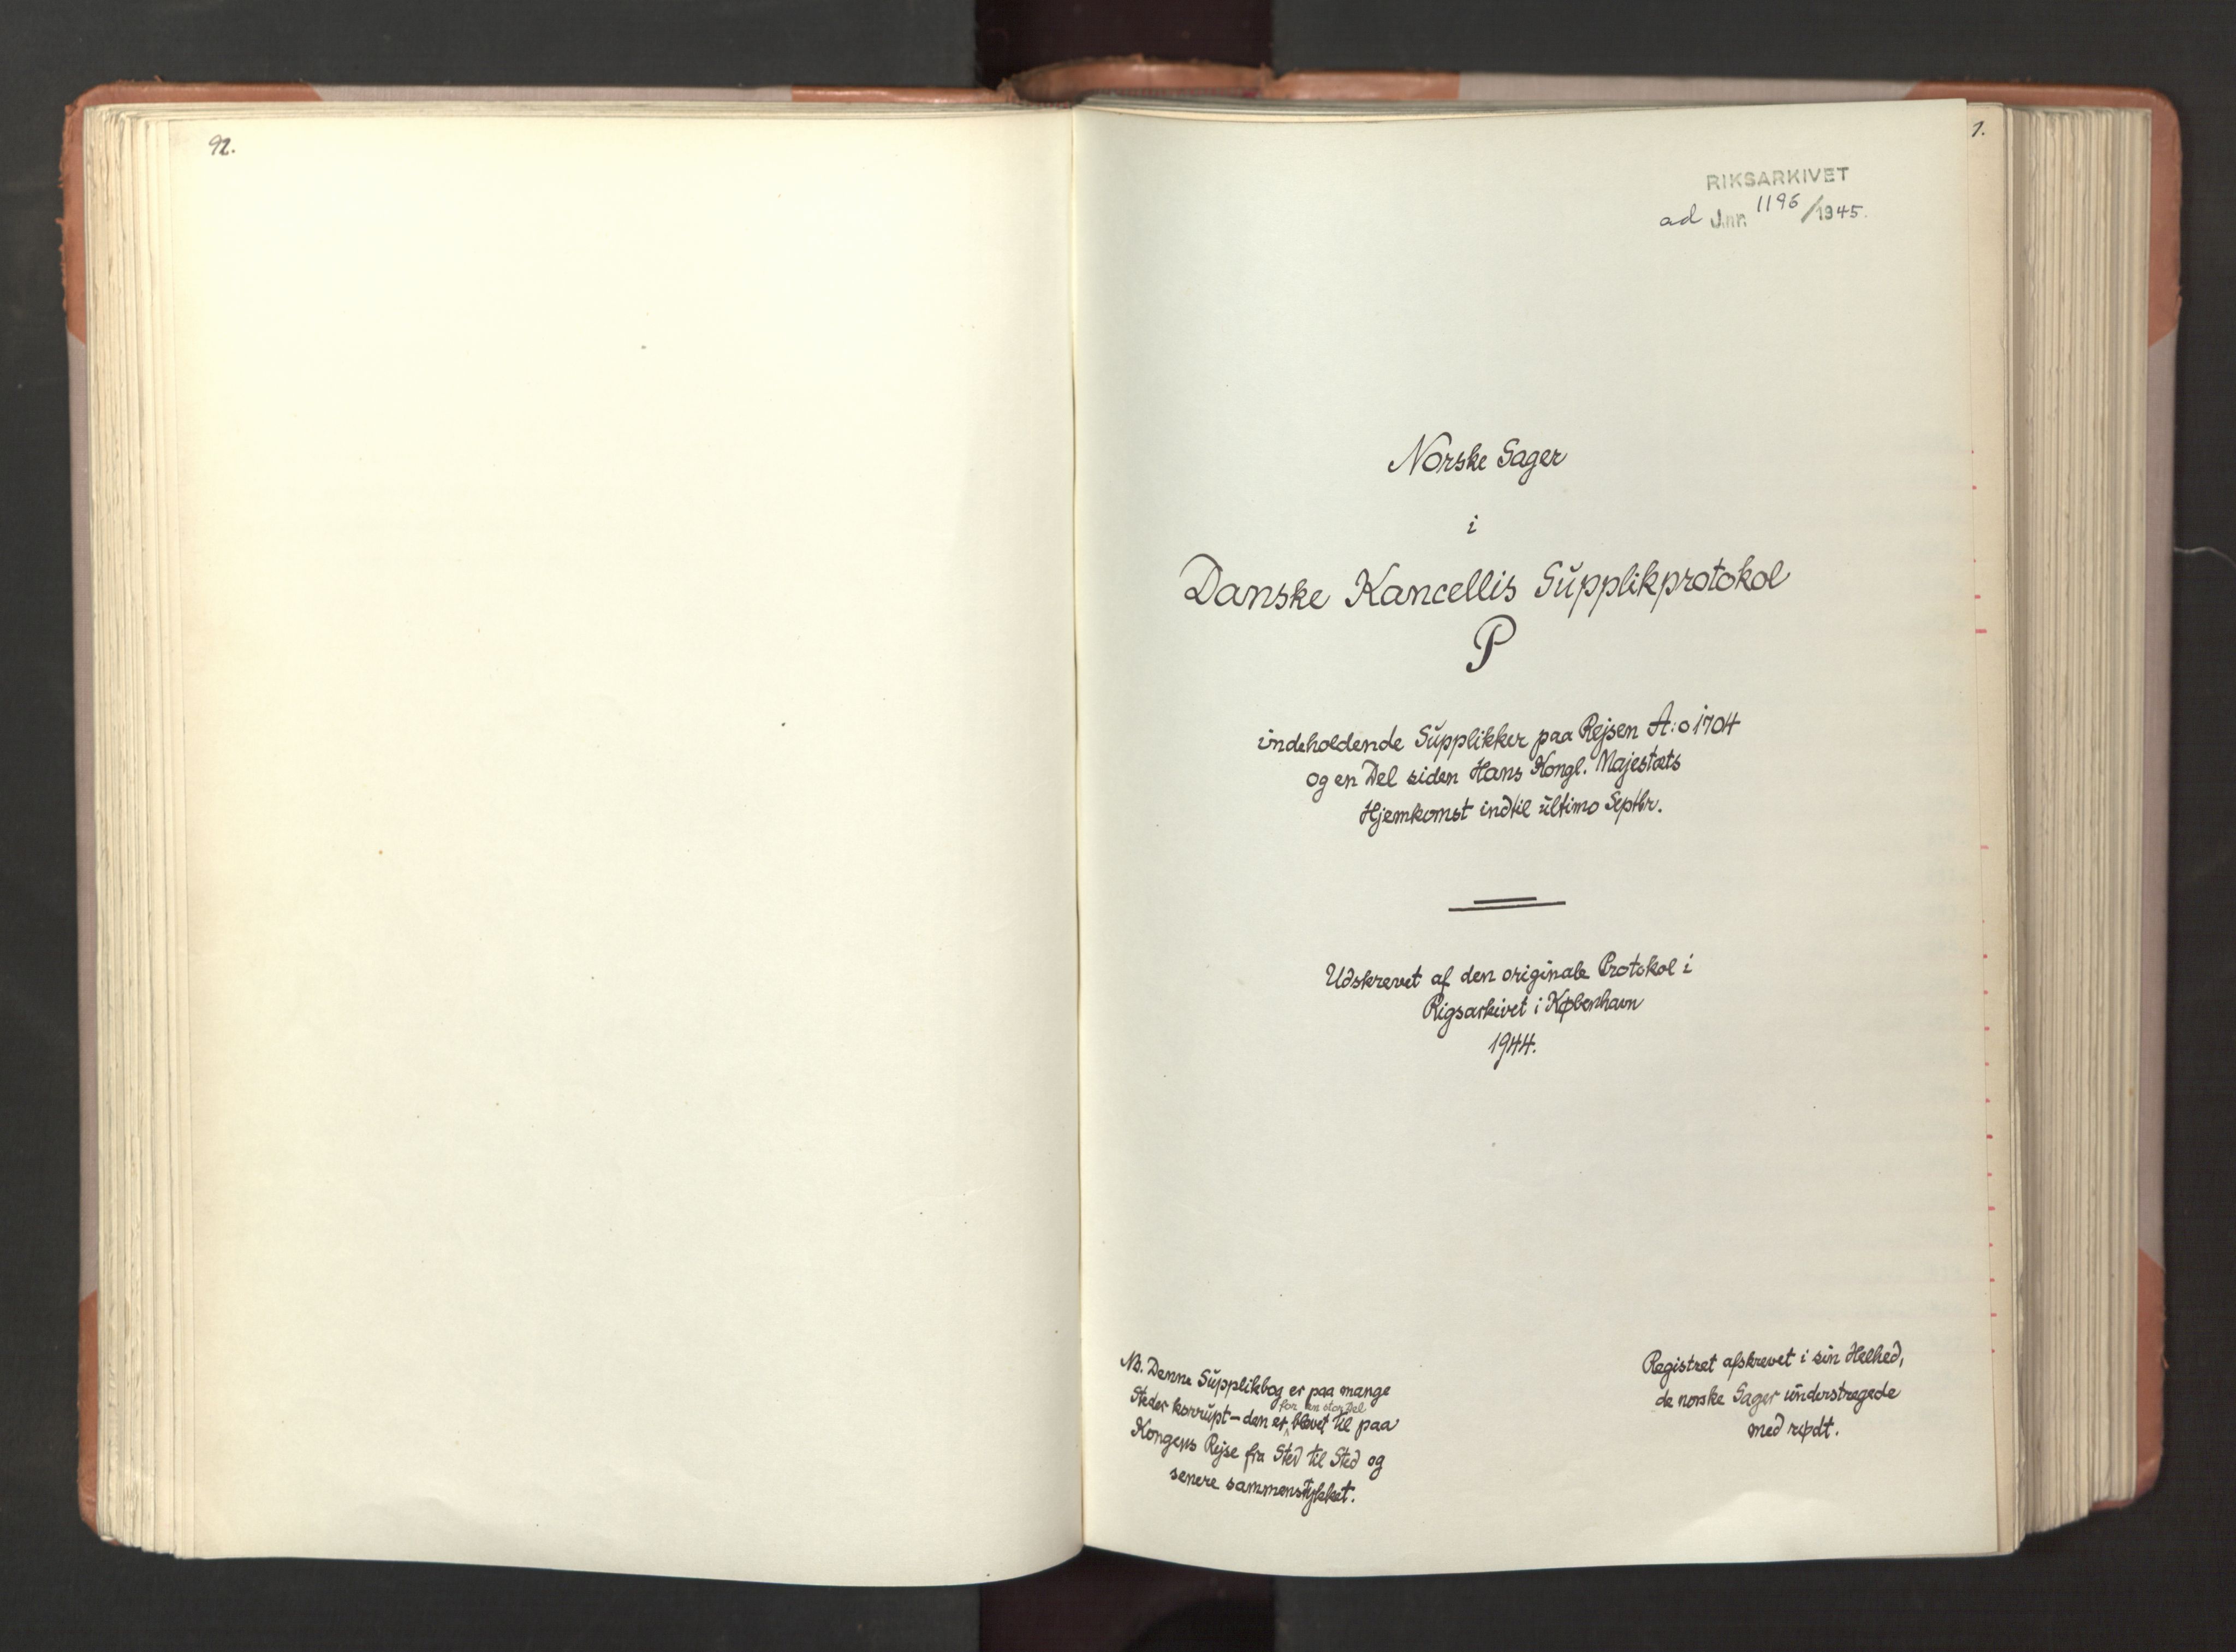 92.
1.
RIKSARKIVET
ad J.nr. 1196/1945.
Norske Sager
i
Danske Kancellis Supplikprotokol
P
indeholdende Supplikker paa Rejsen A:o 1704
og en Del siden Hans Kongl. Majestæts
Hjemkomst indtil ultimo Septbr.
Udskrevet af den originale Protokol i
Rigsarkivet i København
1944.
NB. Denne Supplikbog er paa mange
Steder korrupt – den er for en stor Del blevet til paa
Kongens Rejse fra Sted til Sted og
senere sammenstykket.
Registret afskrevet i sin Helhed,
de norske Sager understregede
med rødt.